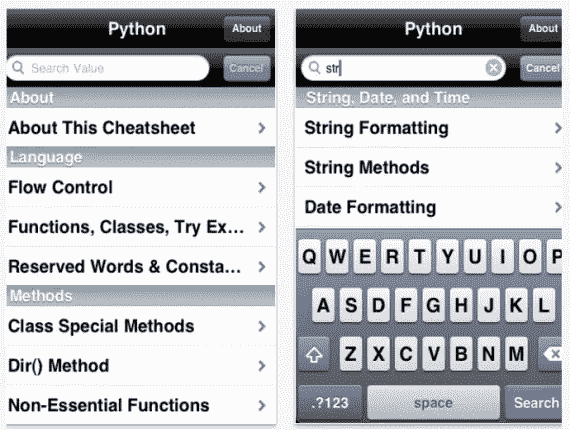 Python
About
Search Value
Cancel
About
About This Cheatsheet
Language
Flow Control
Functions, Classes, Try Ex...
Reserved Words & Consta...
Methods
Class Special Methods
Dir() Method
Non-Essential Functions
Python
About
str
Cancel
String, Date, and Time
String Formatting
String Methods
Date Formatting
Q W E R T Y U I O P
A S D F G H J K L
Z X C V B N M
.?123 space Search